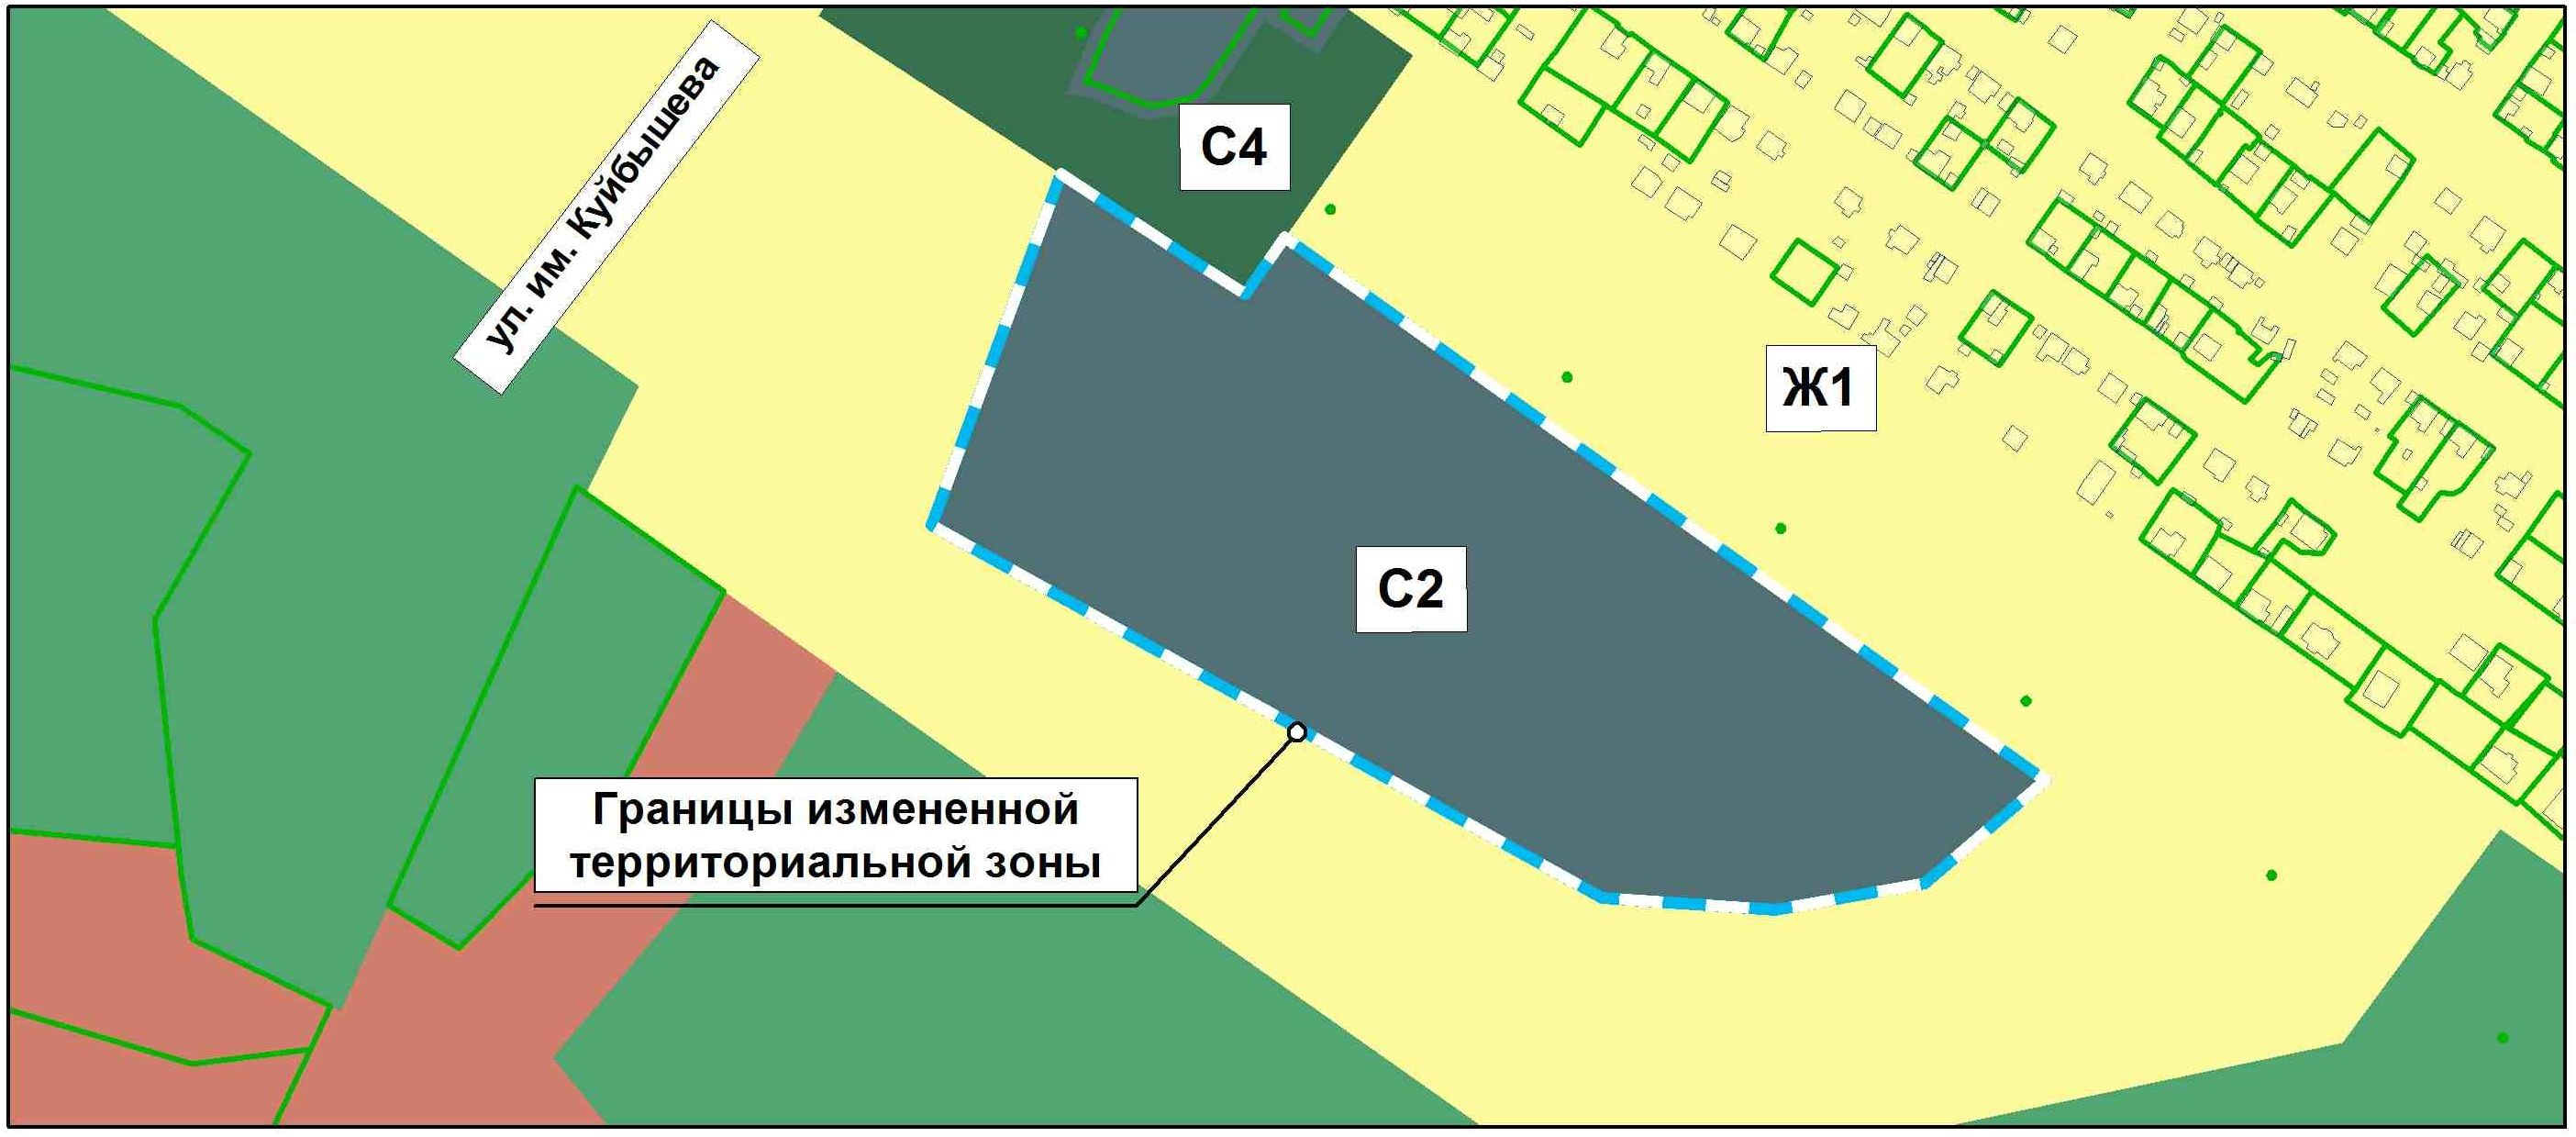 ул. им. Куйбышева
С4
Ж1
С2
Границы измененной
территориальной зоны